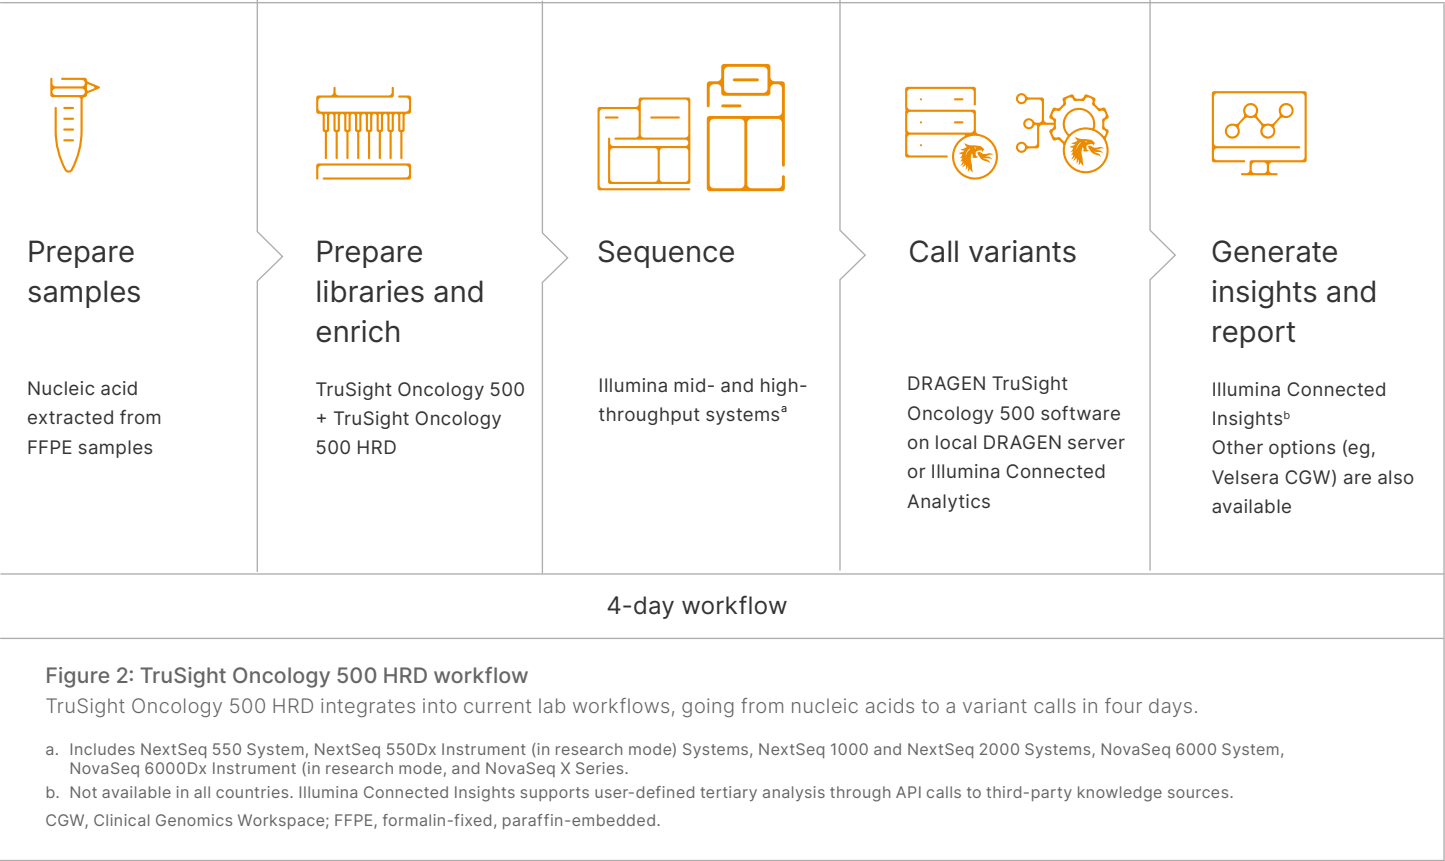 Prepare
samples
Nucleic acid
extracted from
FFPE samples
Prepare
libraries and
enrich
TruSight Oncology 500
+ TruSight Oncology
500 HRD
Sequence
Illumina mid- and high-
throughput systemsᵃ
Call variants
DRAGEN TruSight
Oncology 500 software
on local DRAGEN server
or Illumina Connected
Analytics
Generate
insights and
report
Illumina Connected
Insightsᵇ
Other options (eg,
Velsera CGW) are also
available
4-day workflow
Figure 2: TruSight Oncology 500 HRD workflow
TruSight Oncology 500 HRD integrates into current lab workflows, going from nucleic acids to a variant calls in four days.
a. Includes NextSeq 550 System, NextSeq 550Dx Instrument (in research mode) Systems, NextSeq 1000 and NextSeq 2000 Systems, NovaSeq 6000 System,
NovaSeq 6000Dx Instrument (in research mode, and NovaSeq X Series.
b. Not available in all countries. Illumina Connected Insights supports user-defined tertiary analysis through API calls to third-party knowledge sources.
CGW, Clinical Genomics Workspace; FFPE, formalin-fixed, paraffin-embedded.